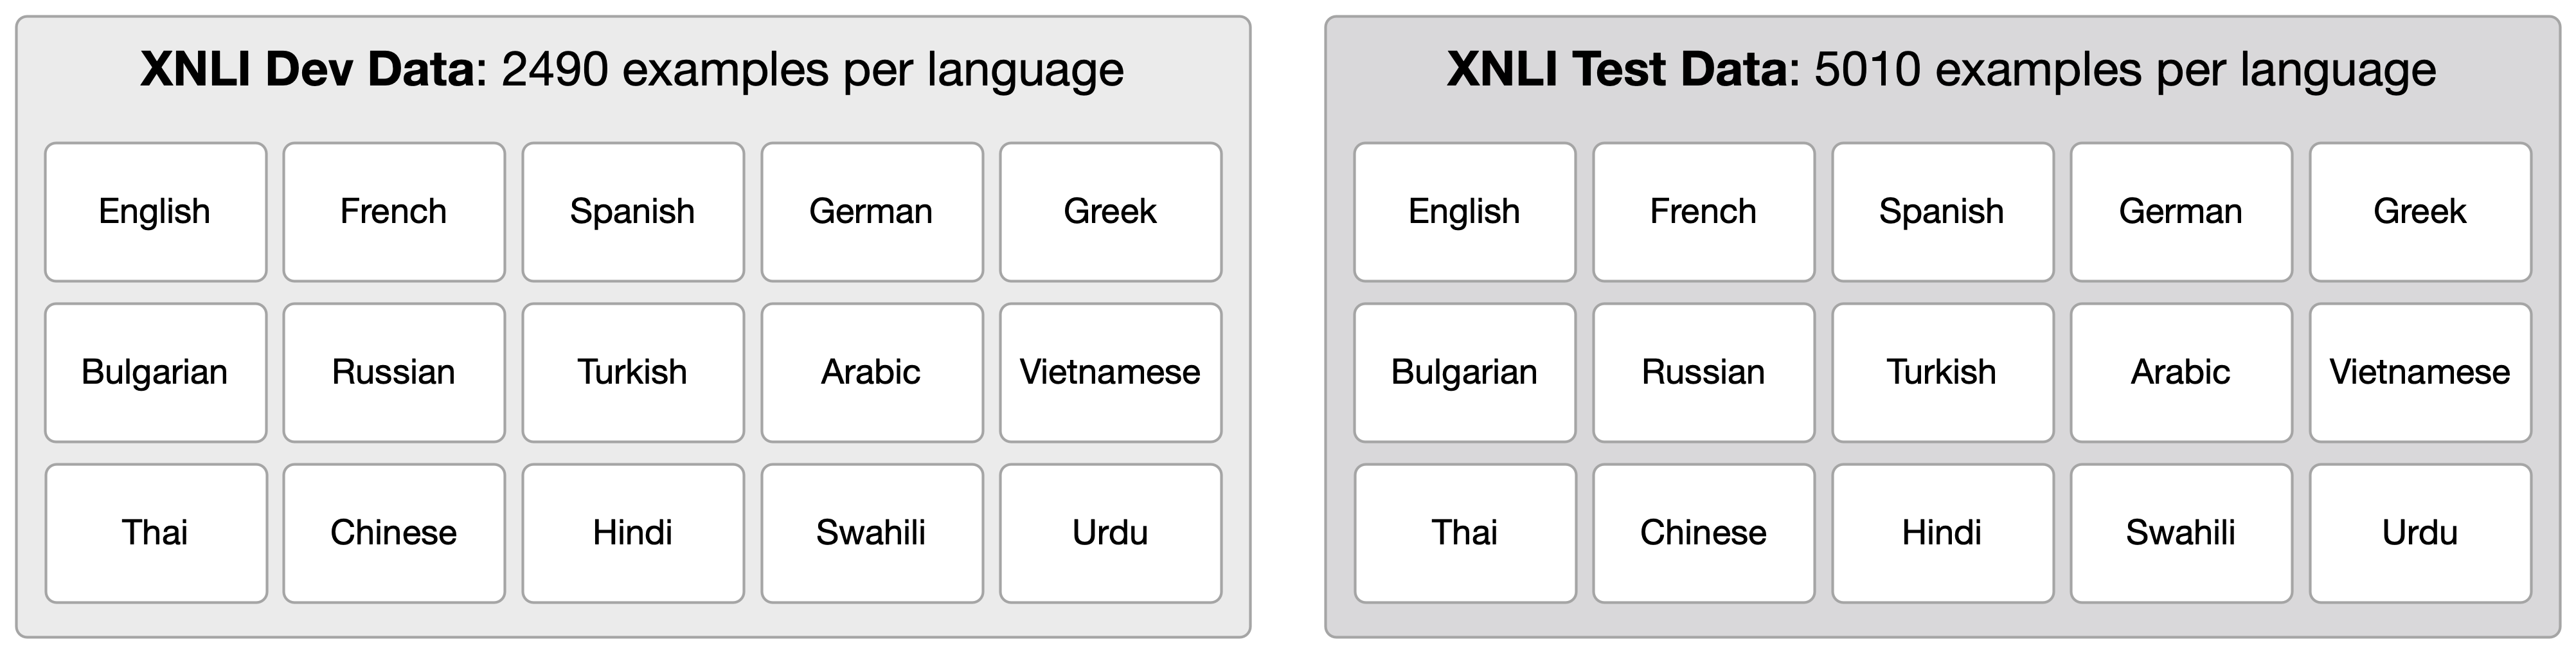 XNLI Dev Data: 2490 examples per language
English French Spanish German Greek
Bulgarian Russian Turkish Arabic Vietnamese
Thai Chinese Hindi Swahili Urdu
XNLI Test Data: 5010 examples per language
English French Spanish German Greek
Bulgarian Russian Turkish Arabic Vietnamese
Thai Chinese Hindi Swahili Urdu